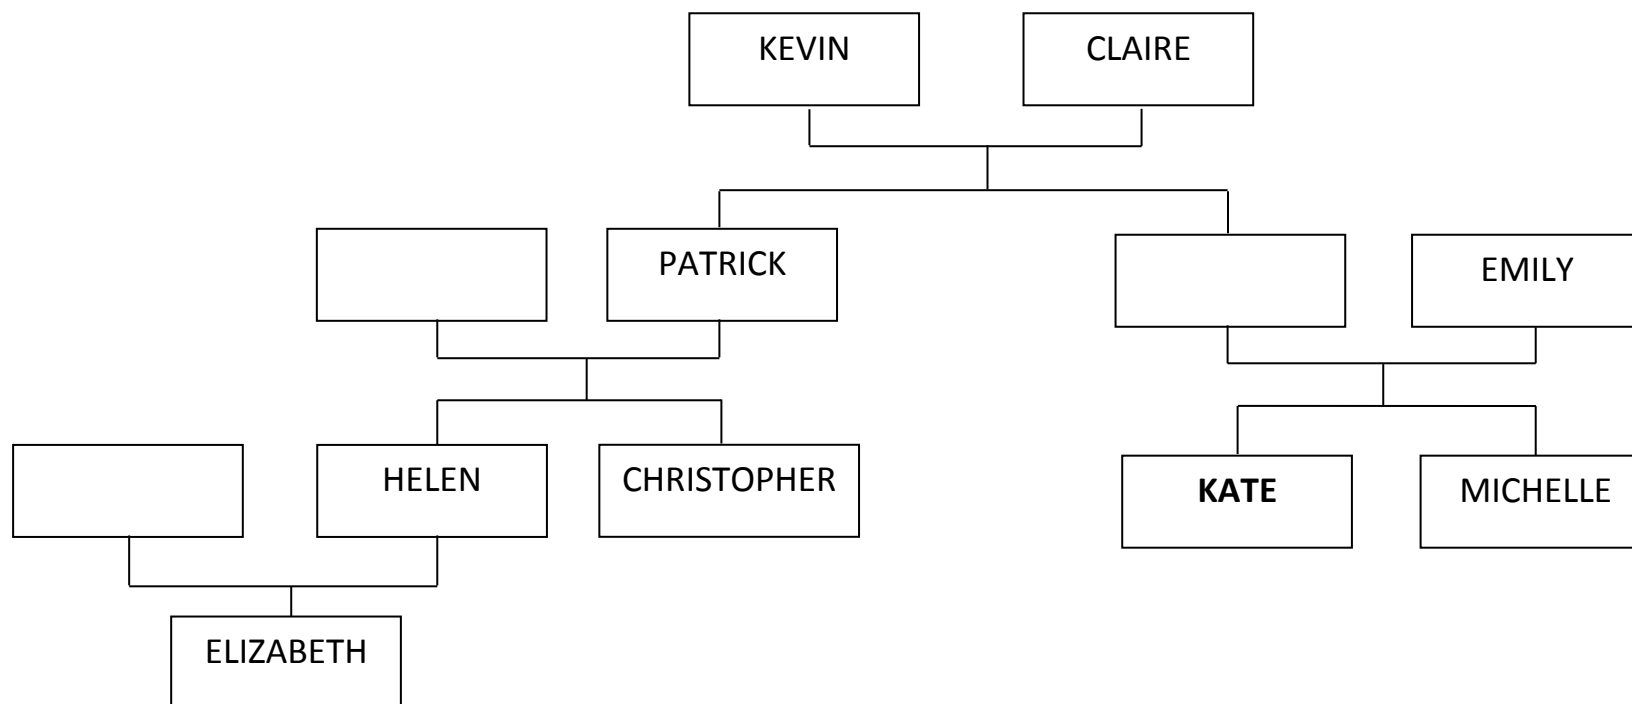 KEVIN
CLAIRE
PATRICK
EMILY
HELEN
CHRISTOPHER
KATE
MICHELLE
ELIZABETH